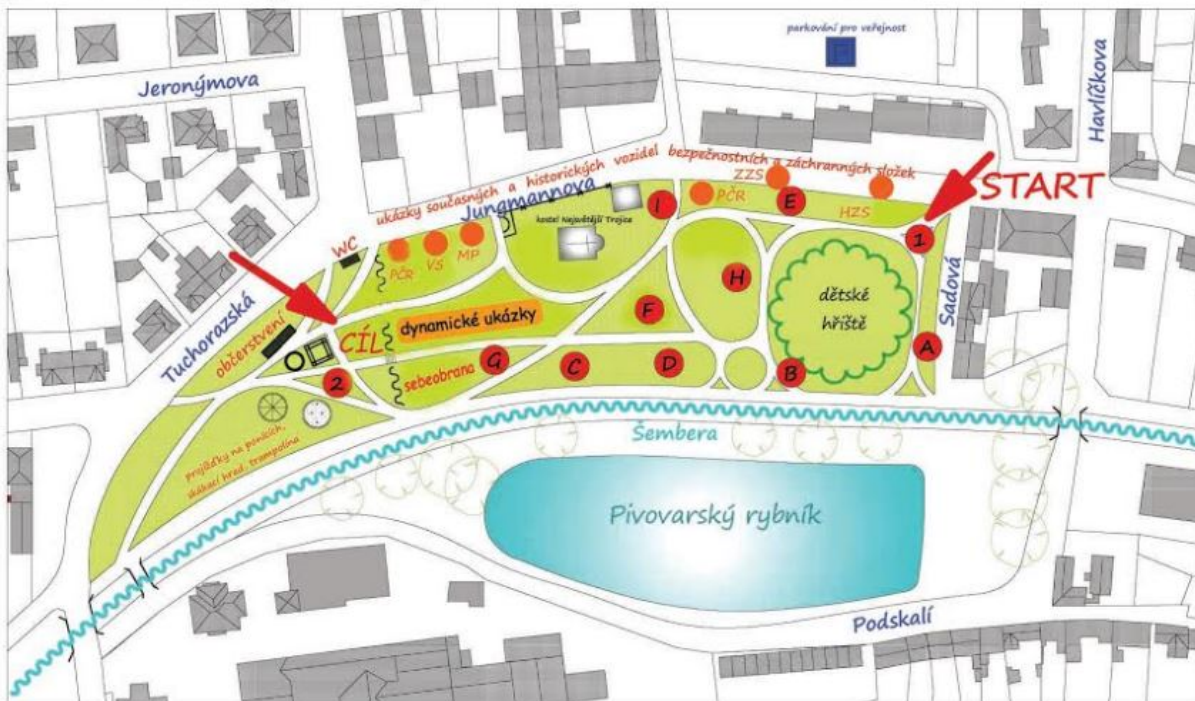 parkování pro veřejnost
Havlíčkova
Jeronýmova
ukázky současných a historických vozidel bezpečnostních a záchranných složek
Jungmannova
ZZS
PČR
E
HZS
START
1
I
kostel Nejsvětější Trojice
WC
PČR
VS
MP
H
dětské
hřiště
Sadová
F
dynamické ukázky
CÍL
Tuchorazská
občerstvení
A
G
C
D
B
sebeobrana
2
projížďky na ponících,
skákací hrad, trampolína
Šembera
Pivovarský rybník
Podskalí